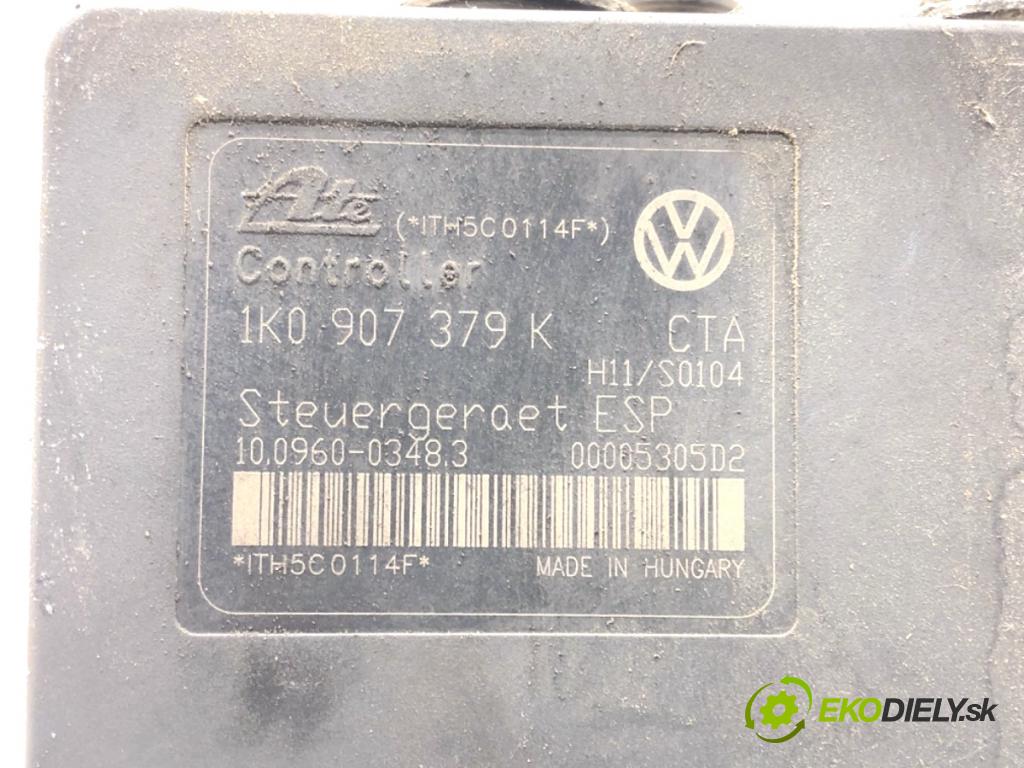 Ate (*ITH5C0114F*)
VW
Controller
1K0 907 379 K CTA
H11/S0104
Steuergeraet ESP
10.0960-0348.3 00005305D2
*ITH5C0114F* MADE IN HUNGARY
EKODIELY.sk